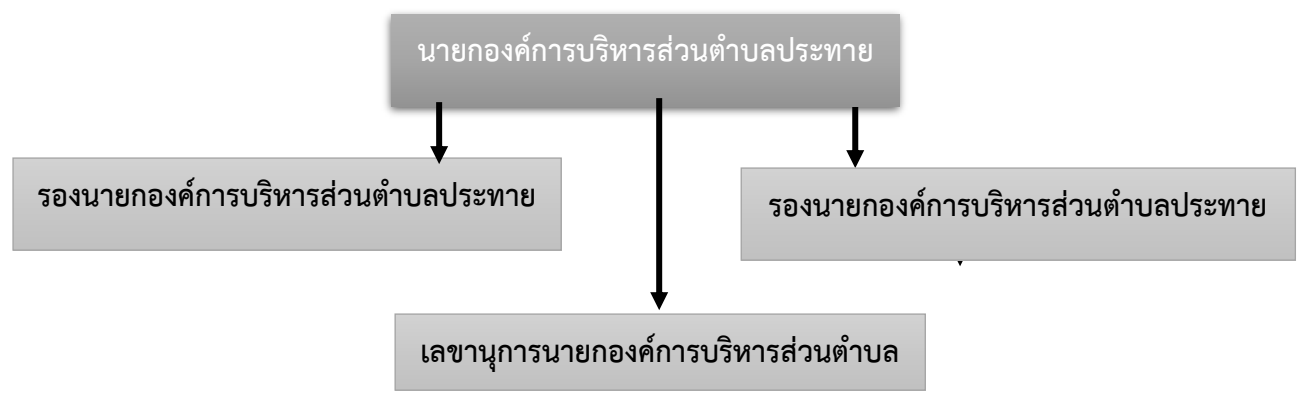 นายกองค์การบริหารส่วนตำบลประทาย
รองนายกองค์การบริหารส่วนตำบลประทาย
รองนายกองค์การบริหารส่วนตำบลประทาย
เลขานุการนายกองค์การบริหารส่วนตำบล